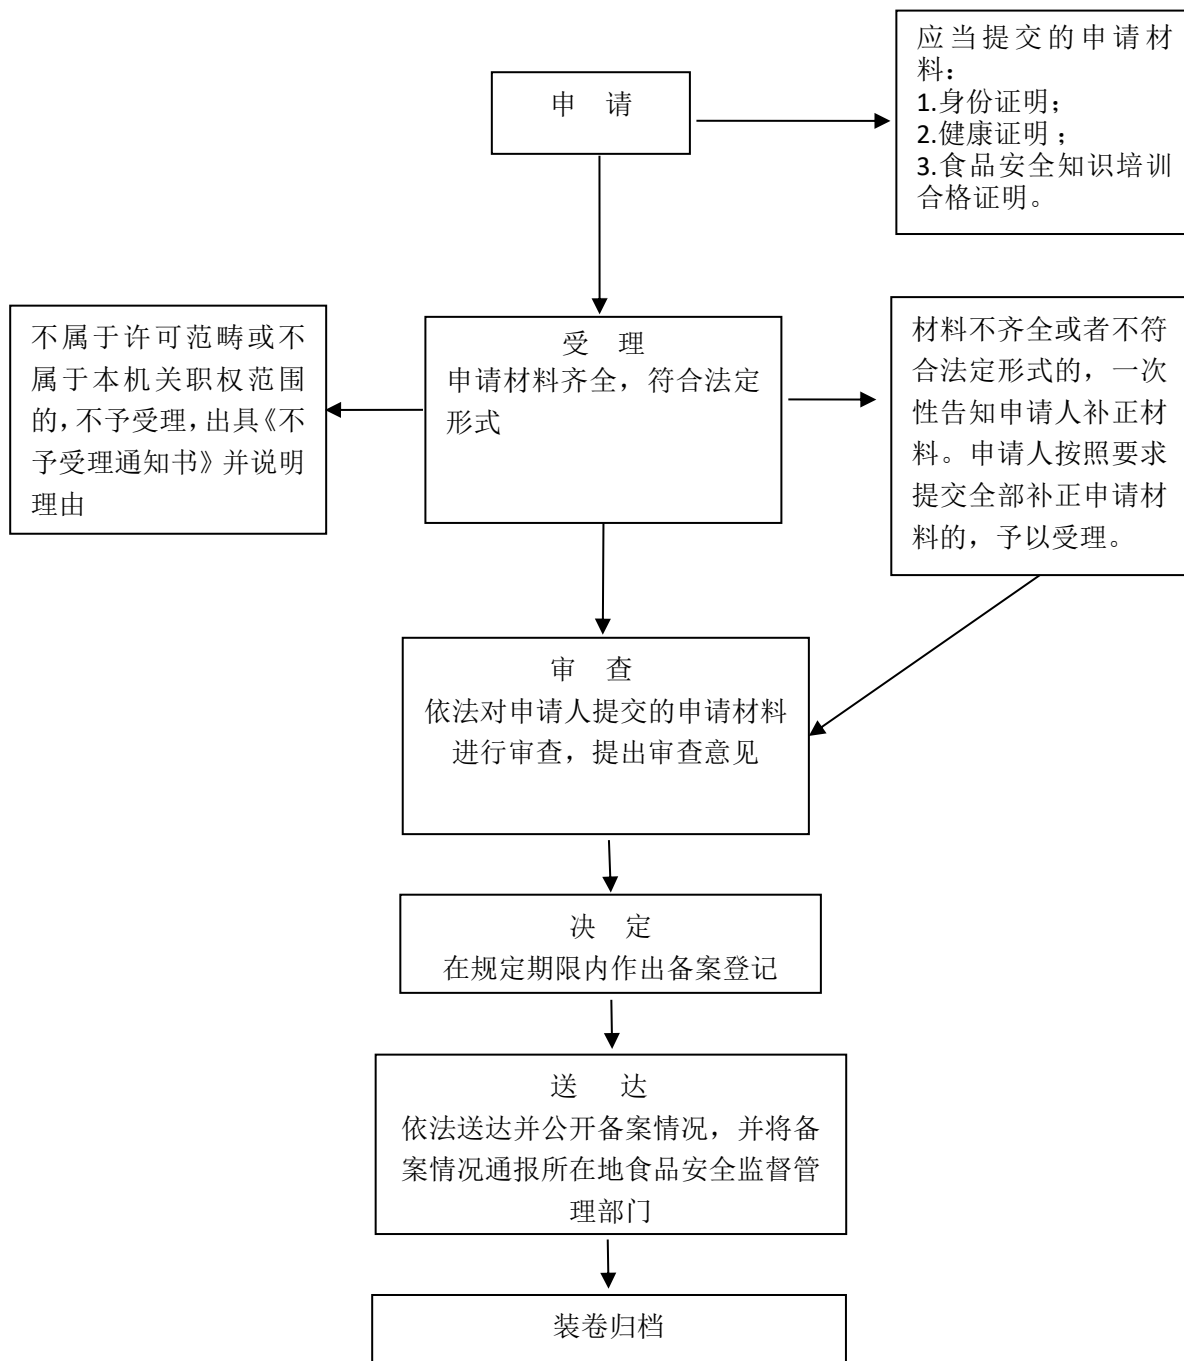 申 请
应当提交的申请材
料：
1.身份证明；
2.健康证明；
3.食品安全知识培训
合格证明。
不属于许可范畴或不
属于本机关职权范围
的，不予受理，出具《不
予受理通知书》并说明
理由
受 理
申请材料齐全，符合法定
形式
材料不齐全或者不符
合法定形式的，一次
性告知申请人补正材
料。申请人按照要求
提交全部补正申请材
料的，予以受理。
审 查
依法对申请人提交的申请材料
进行审查，提出审查意见
决 定
在规定期限内作出备案登记
送 达
依法送达并公开备案情况，并将备
案情况通报所在地食品安全监督管
理部门
装卷归档